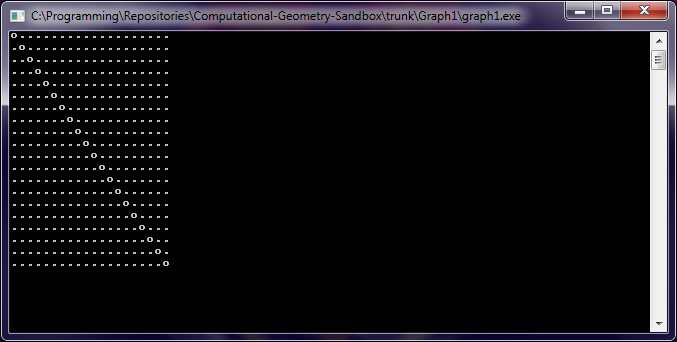 C:\Programming\Repositories\Computational-Geometry-Sandbox\trunk\Graph1\graph1.exe
o...................
.o..................
..o.................
...o................
....o...............
.....o..............
......o.............
.......o............
........o...........
.........o..........
..........o.........
...........o........
............o.......
.............o......
..............o.....
...............o....
................o...
.................o..
..................o.
...................o